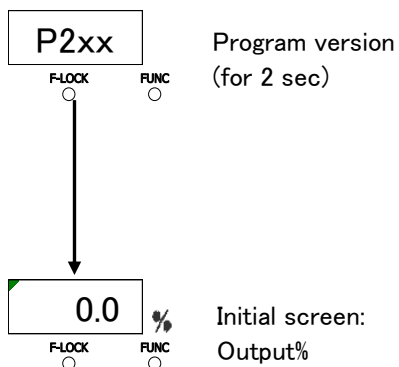 P2xx
Program version
F-LOCK FUNC
(for 2 sec)
0.0 %
Initial screen:
F-LOCK FUNC
Output%